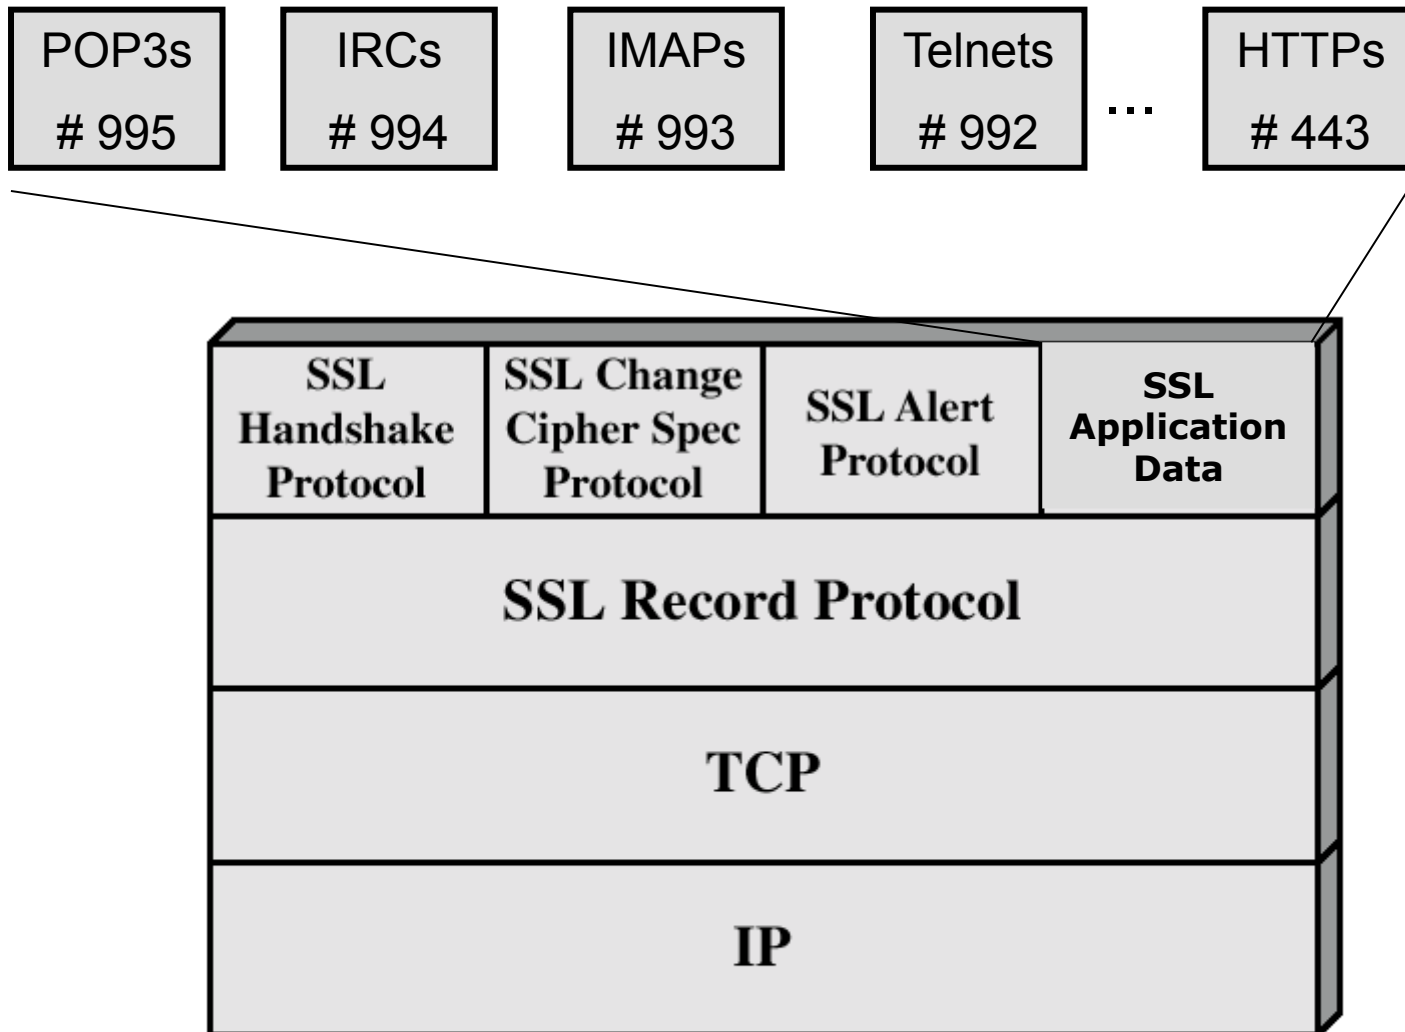 POP3s
# 995
IRCs
# 994
IMAPs
# 993
Telnets
# 992
...
HTTPs
# 443
SSL
Handshake
Protocol
SSL Change
Cipher Spec
Protocol
SSL Alert
Protocol
SSL
Application
Data
SSL Record Protocol
TCP
IP